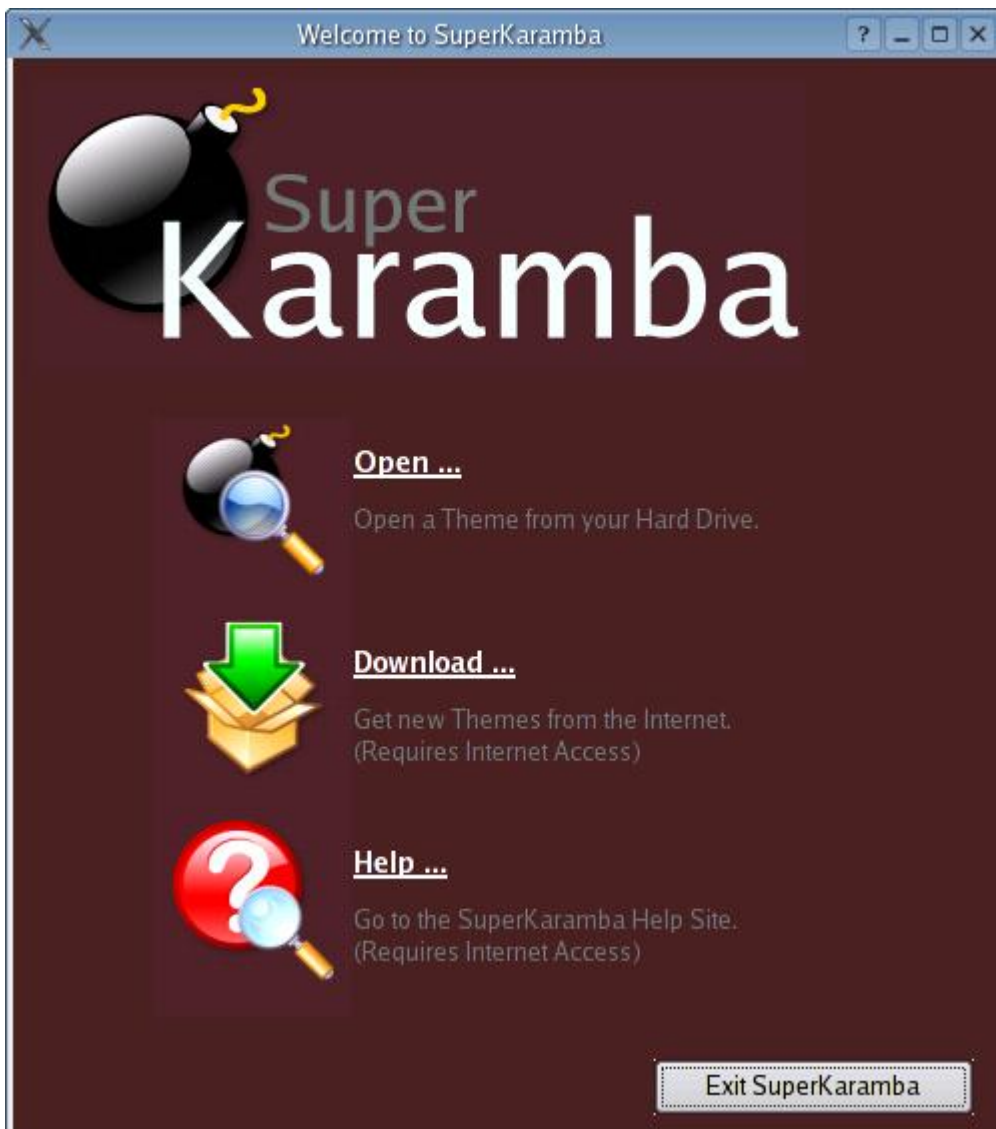 Welcome to SuperKaramba
Super
Karamba
Open ...
Open a Theme from your Hard Drive.
Download ...
Get new Themes from the Internet.
(Requires Internet Access)
Help ...
Go to the SuperKaramba Help Site.
(Requires Internet Access)
Exit SuperKaramba